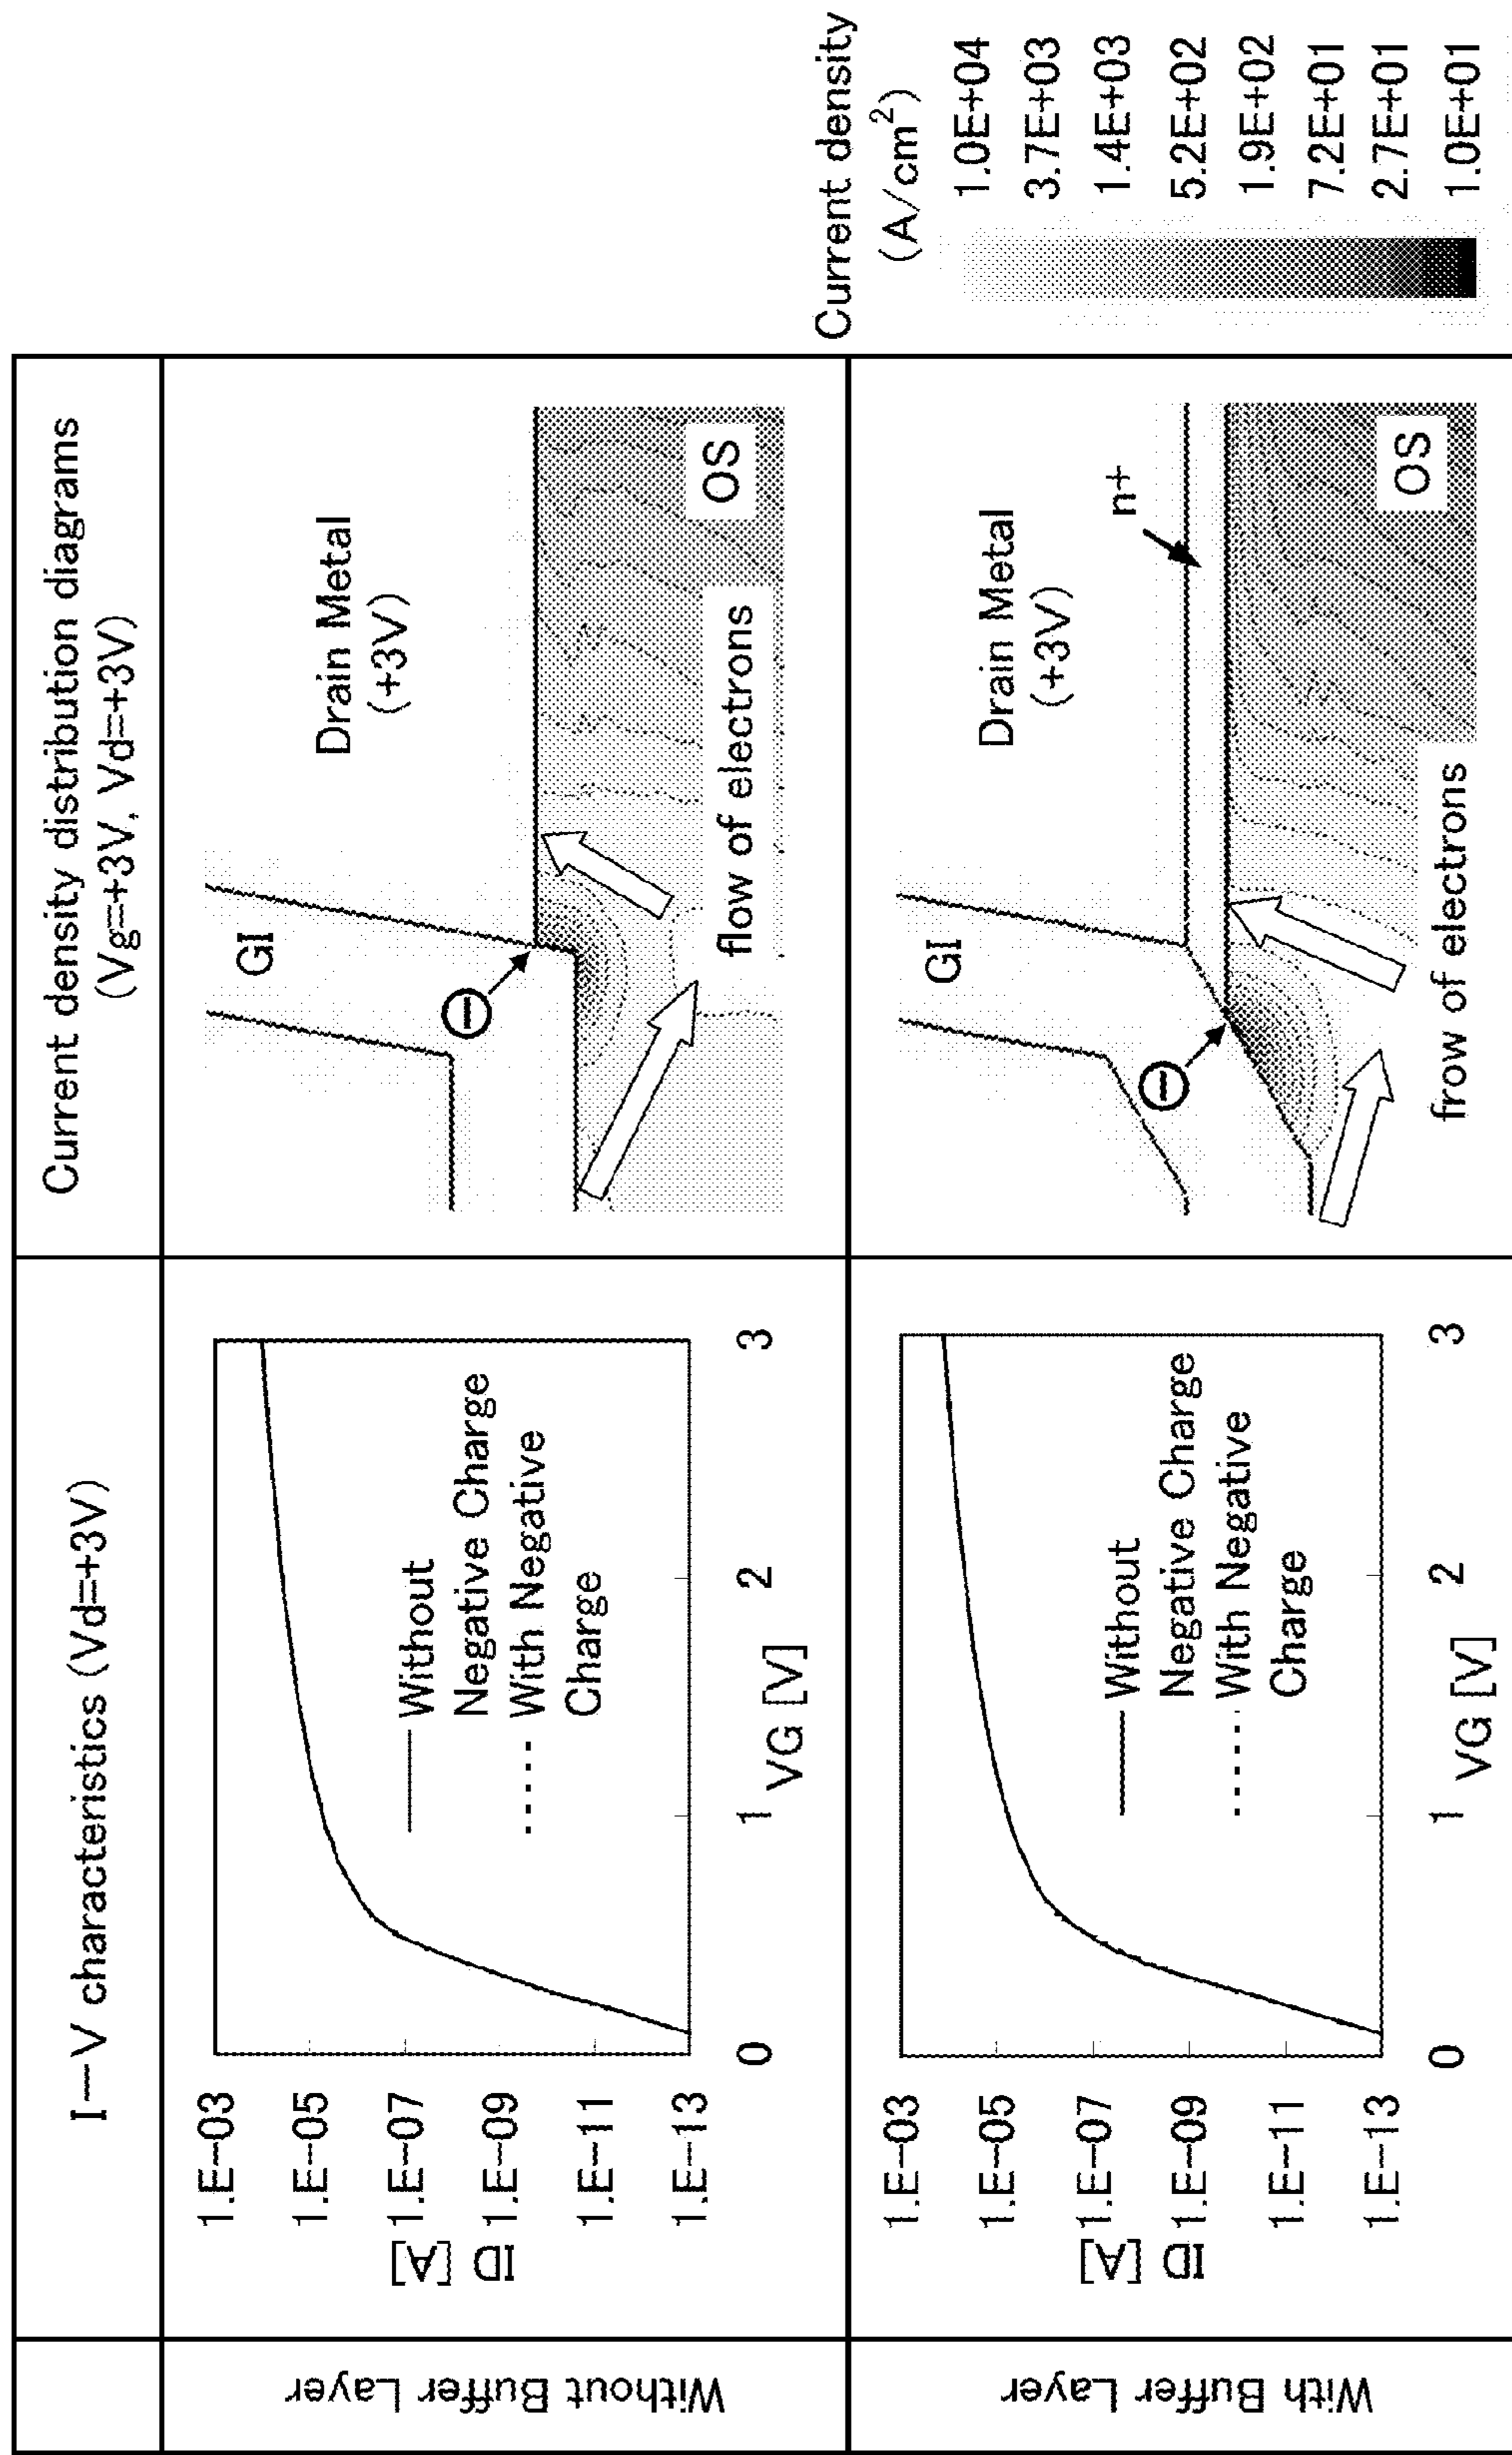 I-V characteristics (Vd=+3V)
Current density distribution diagrams
(Vg=+3V, Vd=+3V)
Without Buffer Layer
ID [A]
1.E-03
1.E-05
1.E-07
1.E-09
1.E-11
1.E-13
Without
Negative Charge
With Negative
Charge
0
1
2
3
VG [V]
GI
Drain Metal
(+3V)
−
OS
flow of electrons
With Buffer Layer
ID [A]
1.E-03
1.E-05
1.E-07
1.E-09
1.E-11
1.E-13
Without
Negative Charge
With Negative
Charge
0
1
2
3
VG [V]
GI
Drain Metal
(+3V)
n+
−
OS
frow of electrons
Current density
(A/cm²)
1.0E+04
3.7E+03
1.4E+03
5.2E+02
1.9E+02
7.2E+01
2.7E+01
1.0E+01